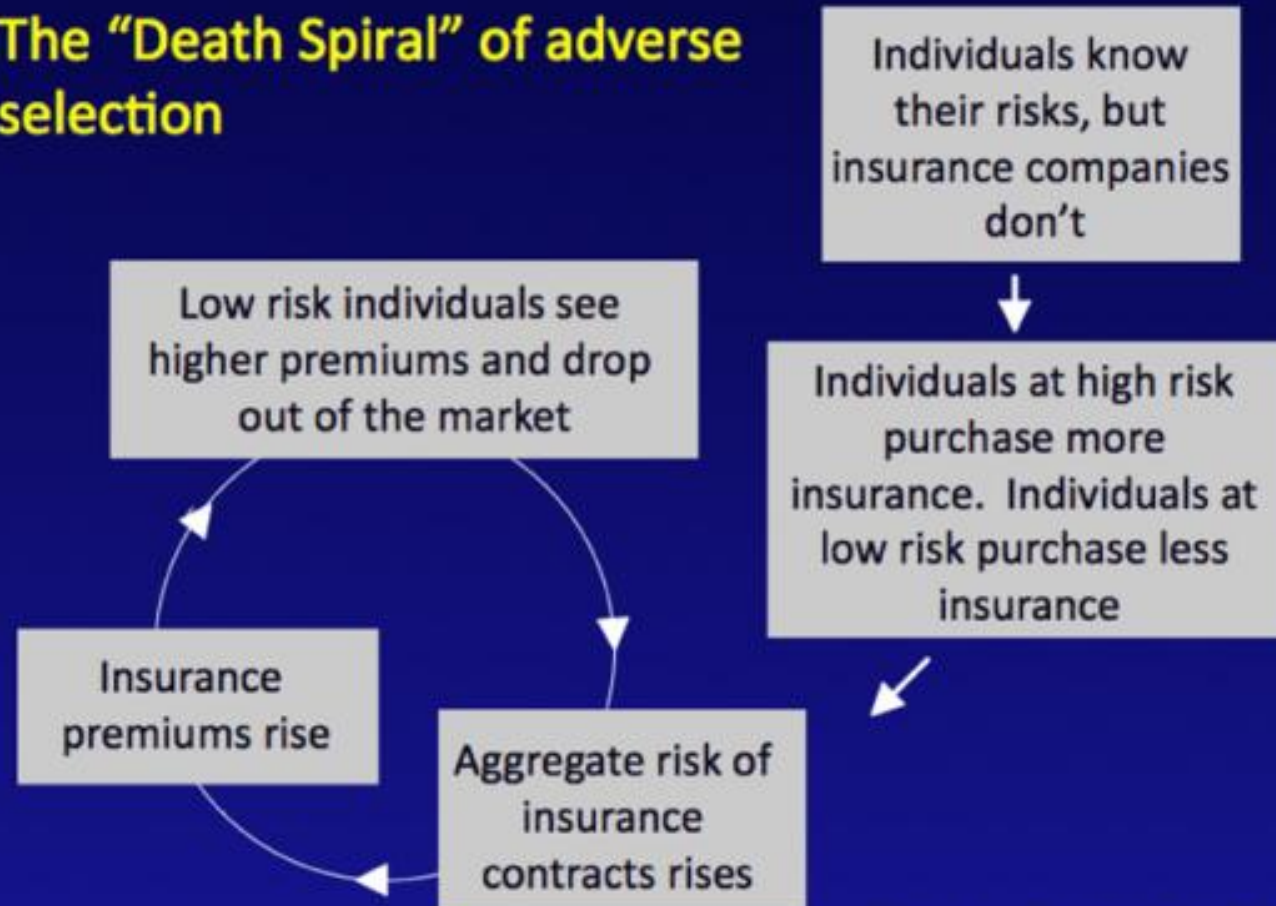 The “Death Spiral” of adverse
selection
Individuals know
their risks, but
insurance companies
don’t
Individuals at high risk
purchase more
insurance. Individuals at
low risk purchase less
insurance
Low risk individuals see
higher premiums and drop
out of the market
Insurance
premiums rise
Aggregate risk of
insurance
contracts rises